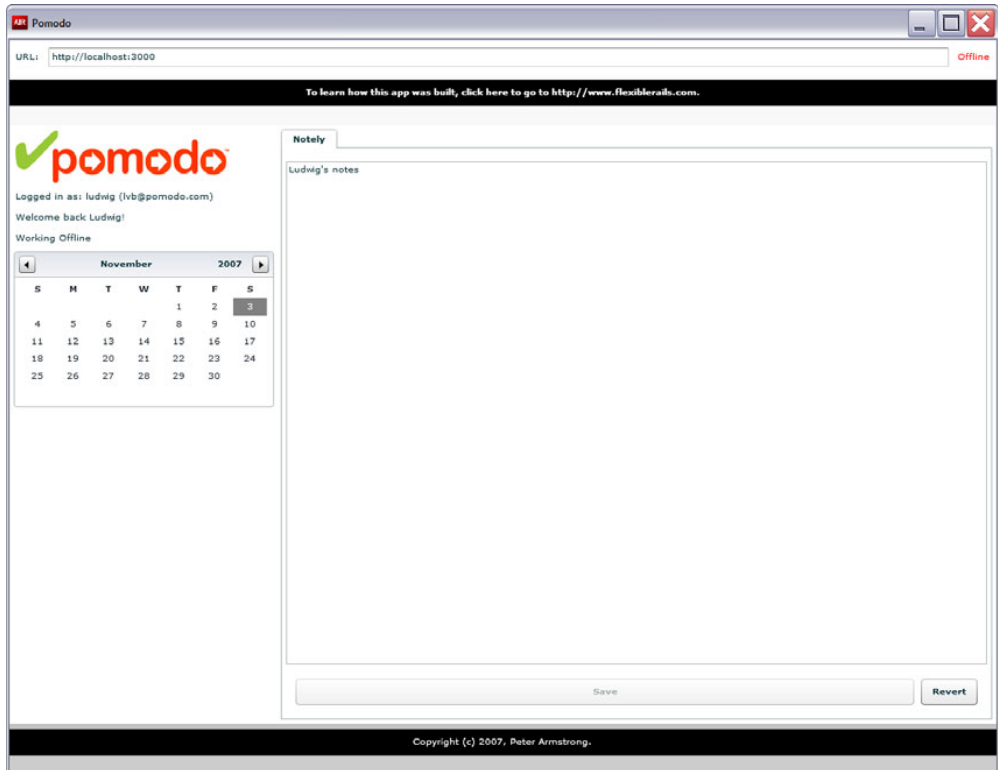 AIR Pomodo
URL: http://localhost:3000 Offline
To learn how this app was built, click here to go to http://www.flexiblerails.com.
pomodo™
Logged in as: ludwig (lvb@pomodo.com)
Welcome back Ludwig!
Working Offline
November 2007
S M T W T F S
1 2 3
4 5 6 7 8 9 10
11 12 13 14 15 16 17
18 19 20 21 22 23 24
25 26 27 28 29 30
Notely
Ludwig's notes
Save Revert
Copyright (c) 2007, Peter Armstrong.